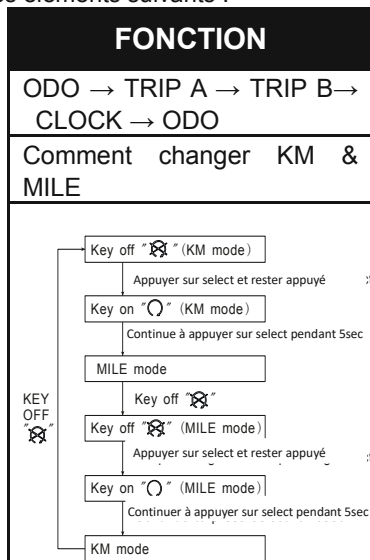 FONCTION
ODO → TRIP A → TRIP B→
CLOCK → ODO
Comment changer KM &
MILE
Key off "" (KM mode)
Appuyer sur select et rester appuyé
Key on "" (KM mode)
Continue à appuyer sur select pendant 5sec
MILE mode
KEY
OFF
""
Key off ""
Key off "" (MILE mode)
Appuyer sur select et rester appuyé
Key on "" (MILE mode)
Continuer à appuyer sur select pendant 5sec
KM mode